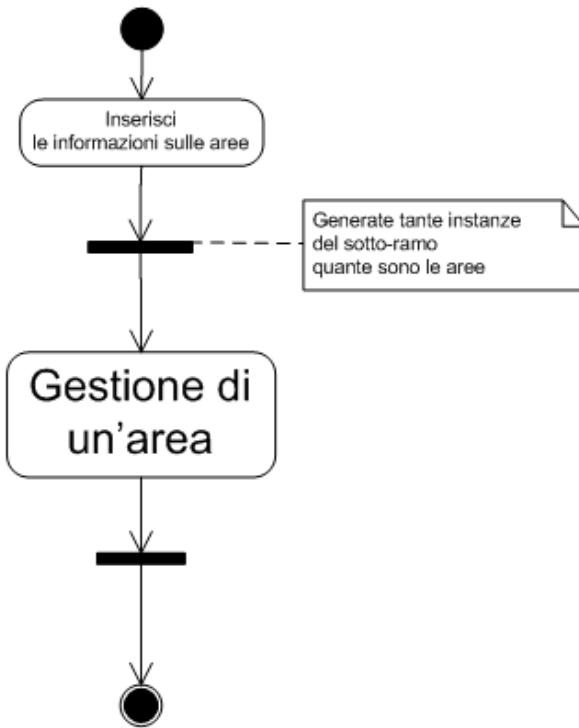 Inserisci
le informazioni sulle aree
Generate tante instanze
del sotto-ramo
quante sono le aree
Gestione di
un'area